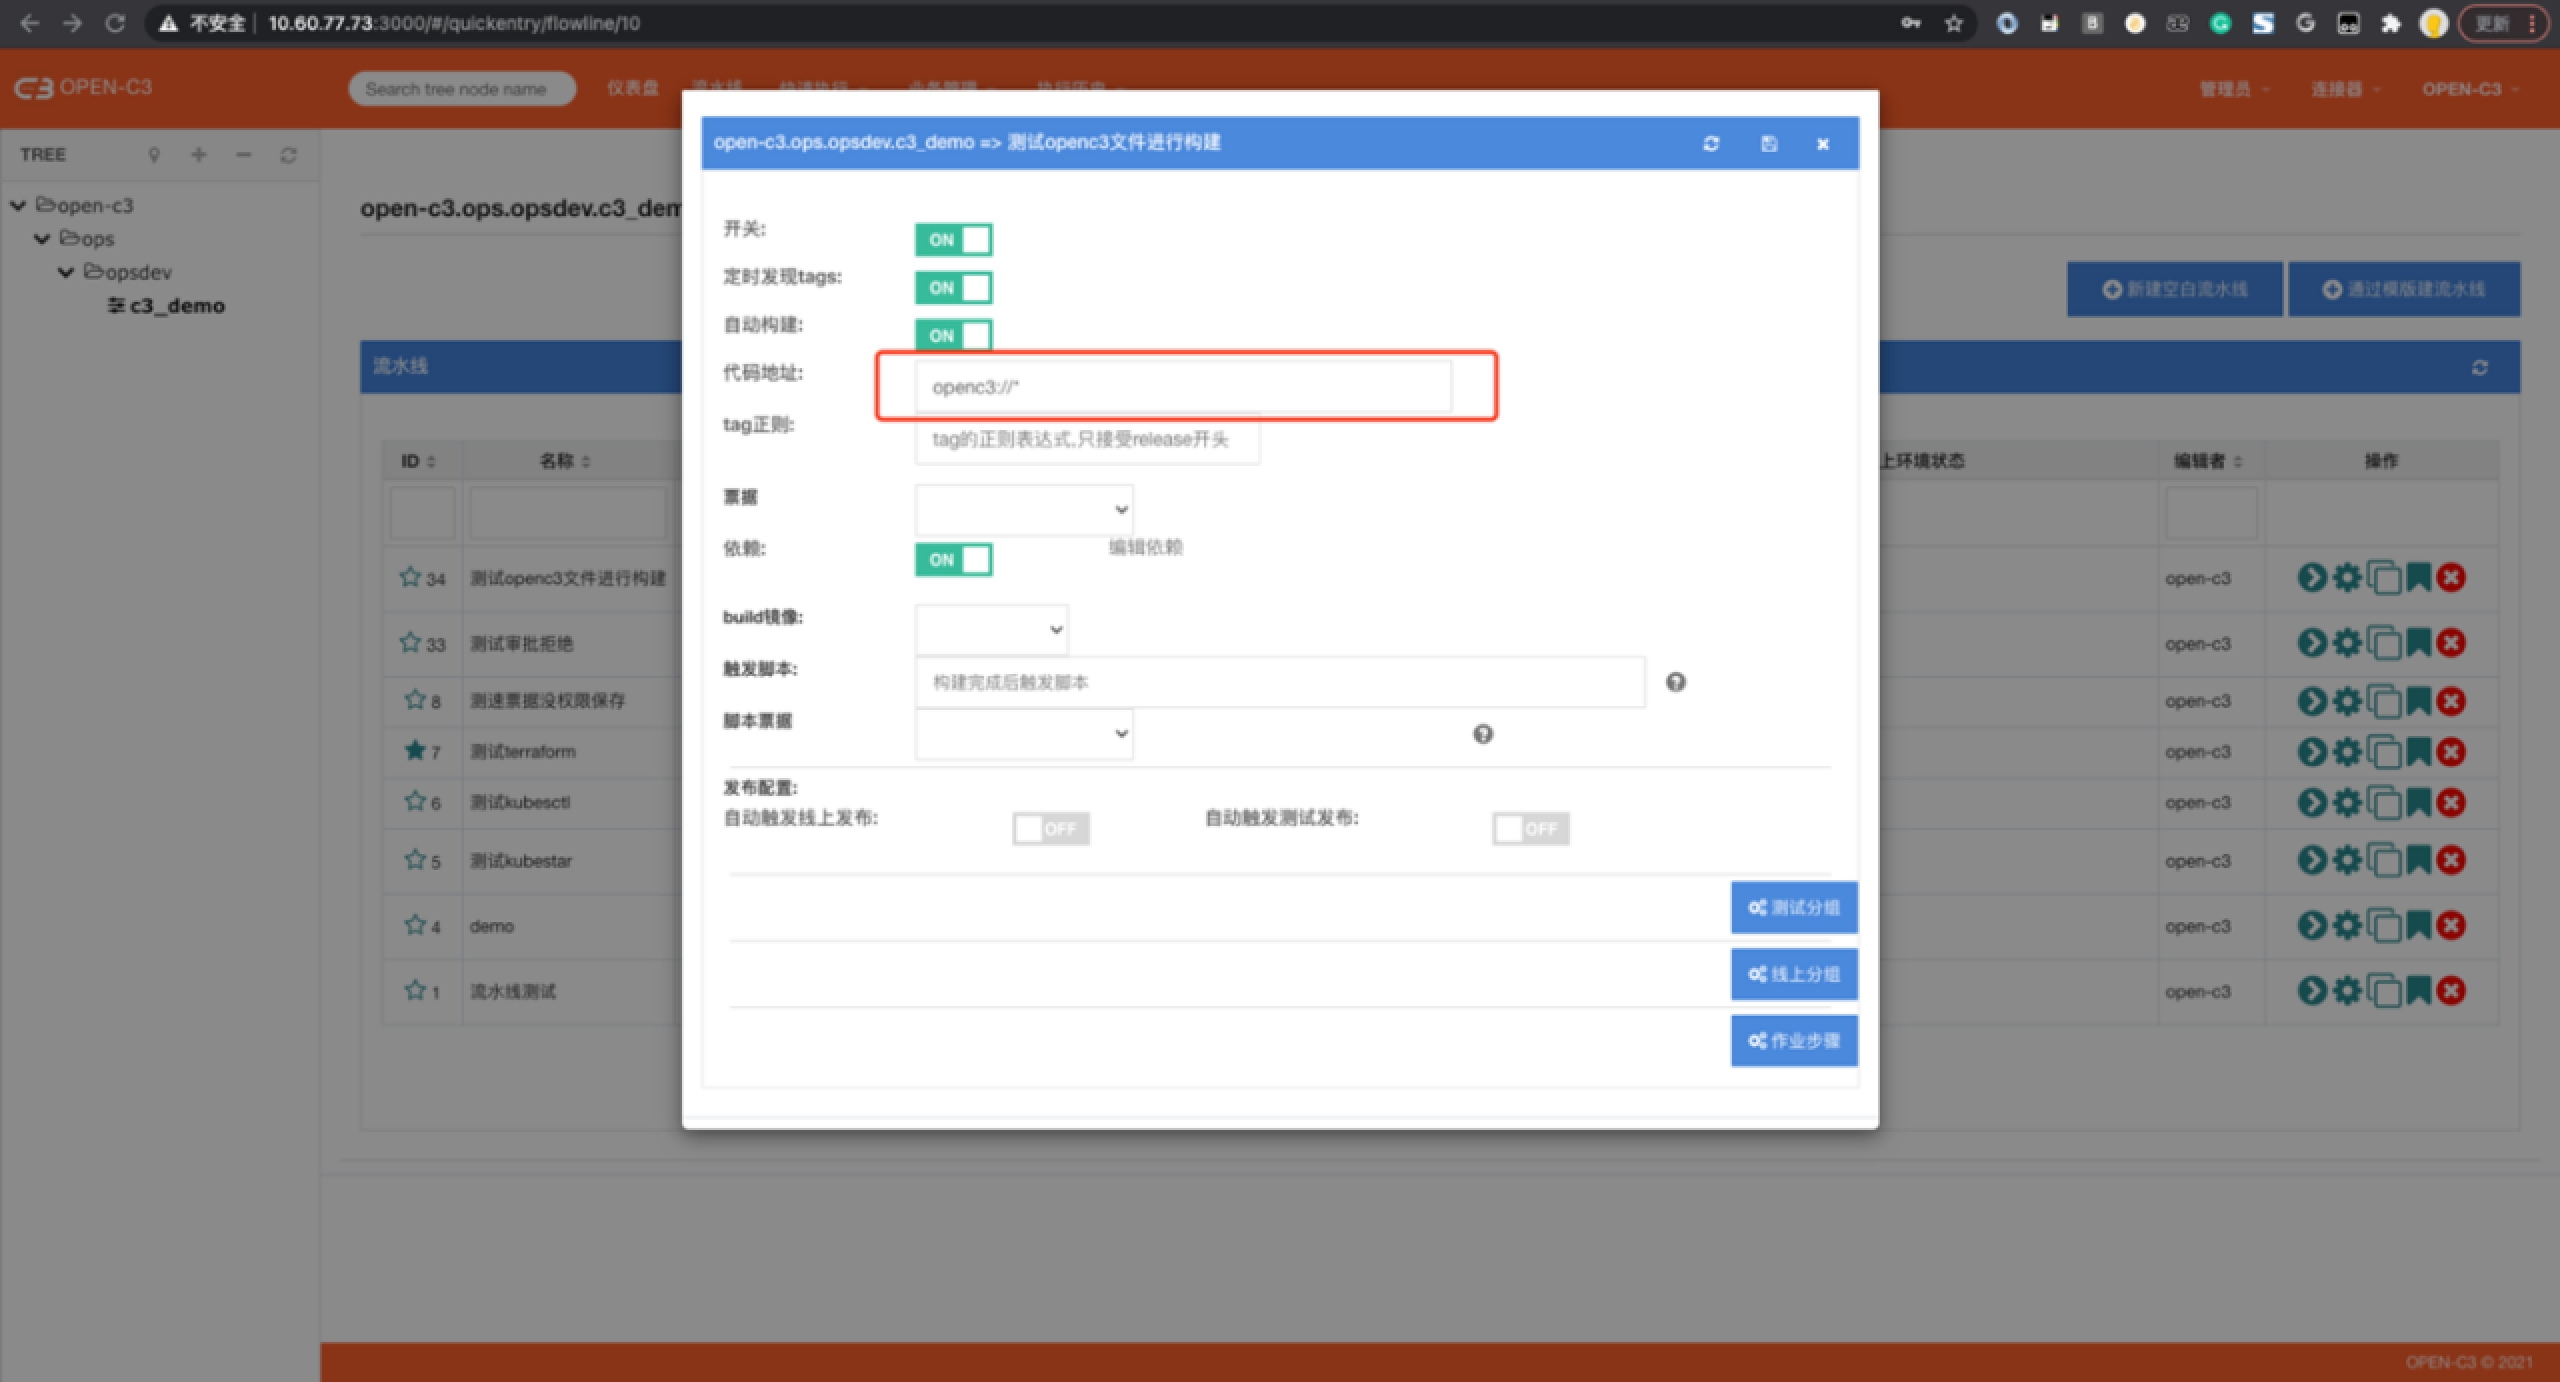 不安全 | 10.60.77.73:3000/#/quickentry/flowline/10
更新
C3 OPEN-C3
Search tree node name
仪表盘
管理员
连接器
OPEN-C3
TREE
open-c3
ops
opsdev
c3_demo
open-c3.ops.opsdev.c3_dem
新建空白流水线
通过模版建流水线
流水线
ID
名称
上环境状态
编辑者
操作
34 测试openc3文件进行构建 open-c3
33 测试审批拒绝 open-c3
8 测速票据没权限保存 open-c3
7 测试terraform open-c3
6 测试kubesctl open-c3
5 测试kubestar open-c3
4 demo open-c3
1 流水线测试 open-c3
open-c3.ops.opsdev.c3_demo => 测试openc3文件进行构建
开关: ON
定时发现tags: ON
自动构建: ON
代码地址: openc3://*
tag正则: tag的正则表达式,只接受release开头
票据
依赖: ON 编辑依赖
build镜像:
触发脚本: 构建完成后触发脚本
脚本票据
发布配置:
自动触发线上发布: OFF 自动触发测试发布: OFF
测试分组
线上分组
作业步骤
OPEN-C3 © 2021